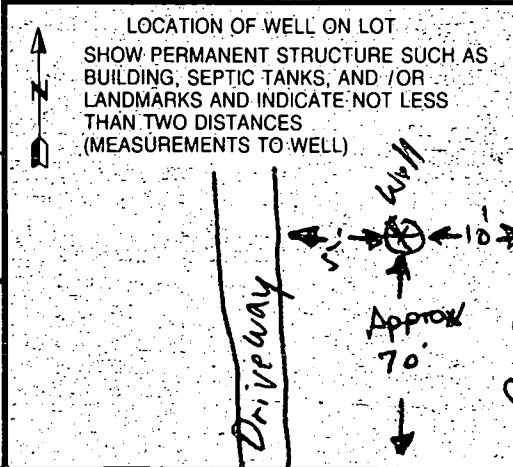 LOCATION OF WELL ON LOT
N
SHOW PERMANENT STRUCTURE SUCH AS
BUILDING, SEPTIC TANKS, AND / OR
LANDMARKS AND INDICATE NOT LESS
THAN TWO DISTANCES
(MEASUREMENTS TO WELL)
Well
5'
10'
Approx
70'
Driveway